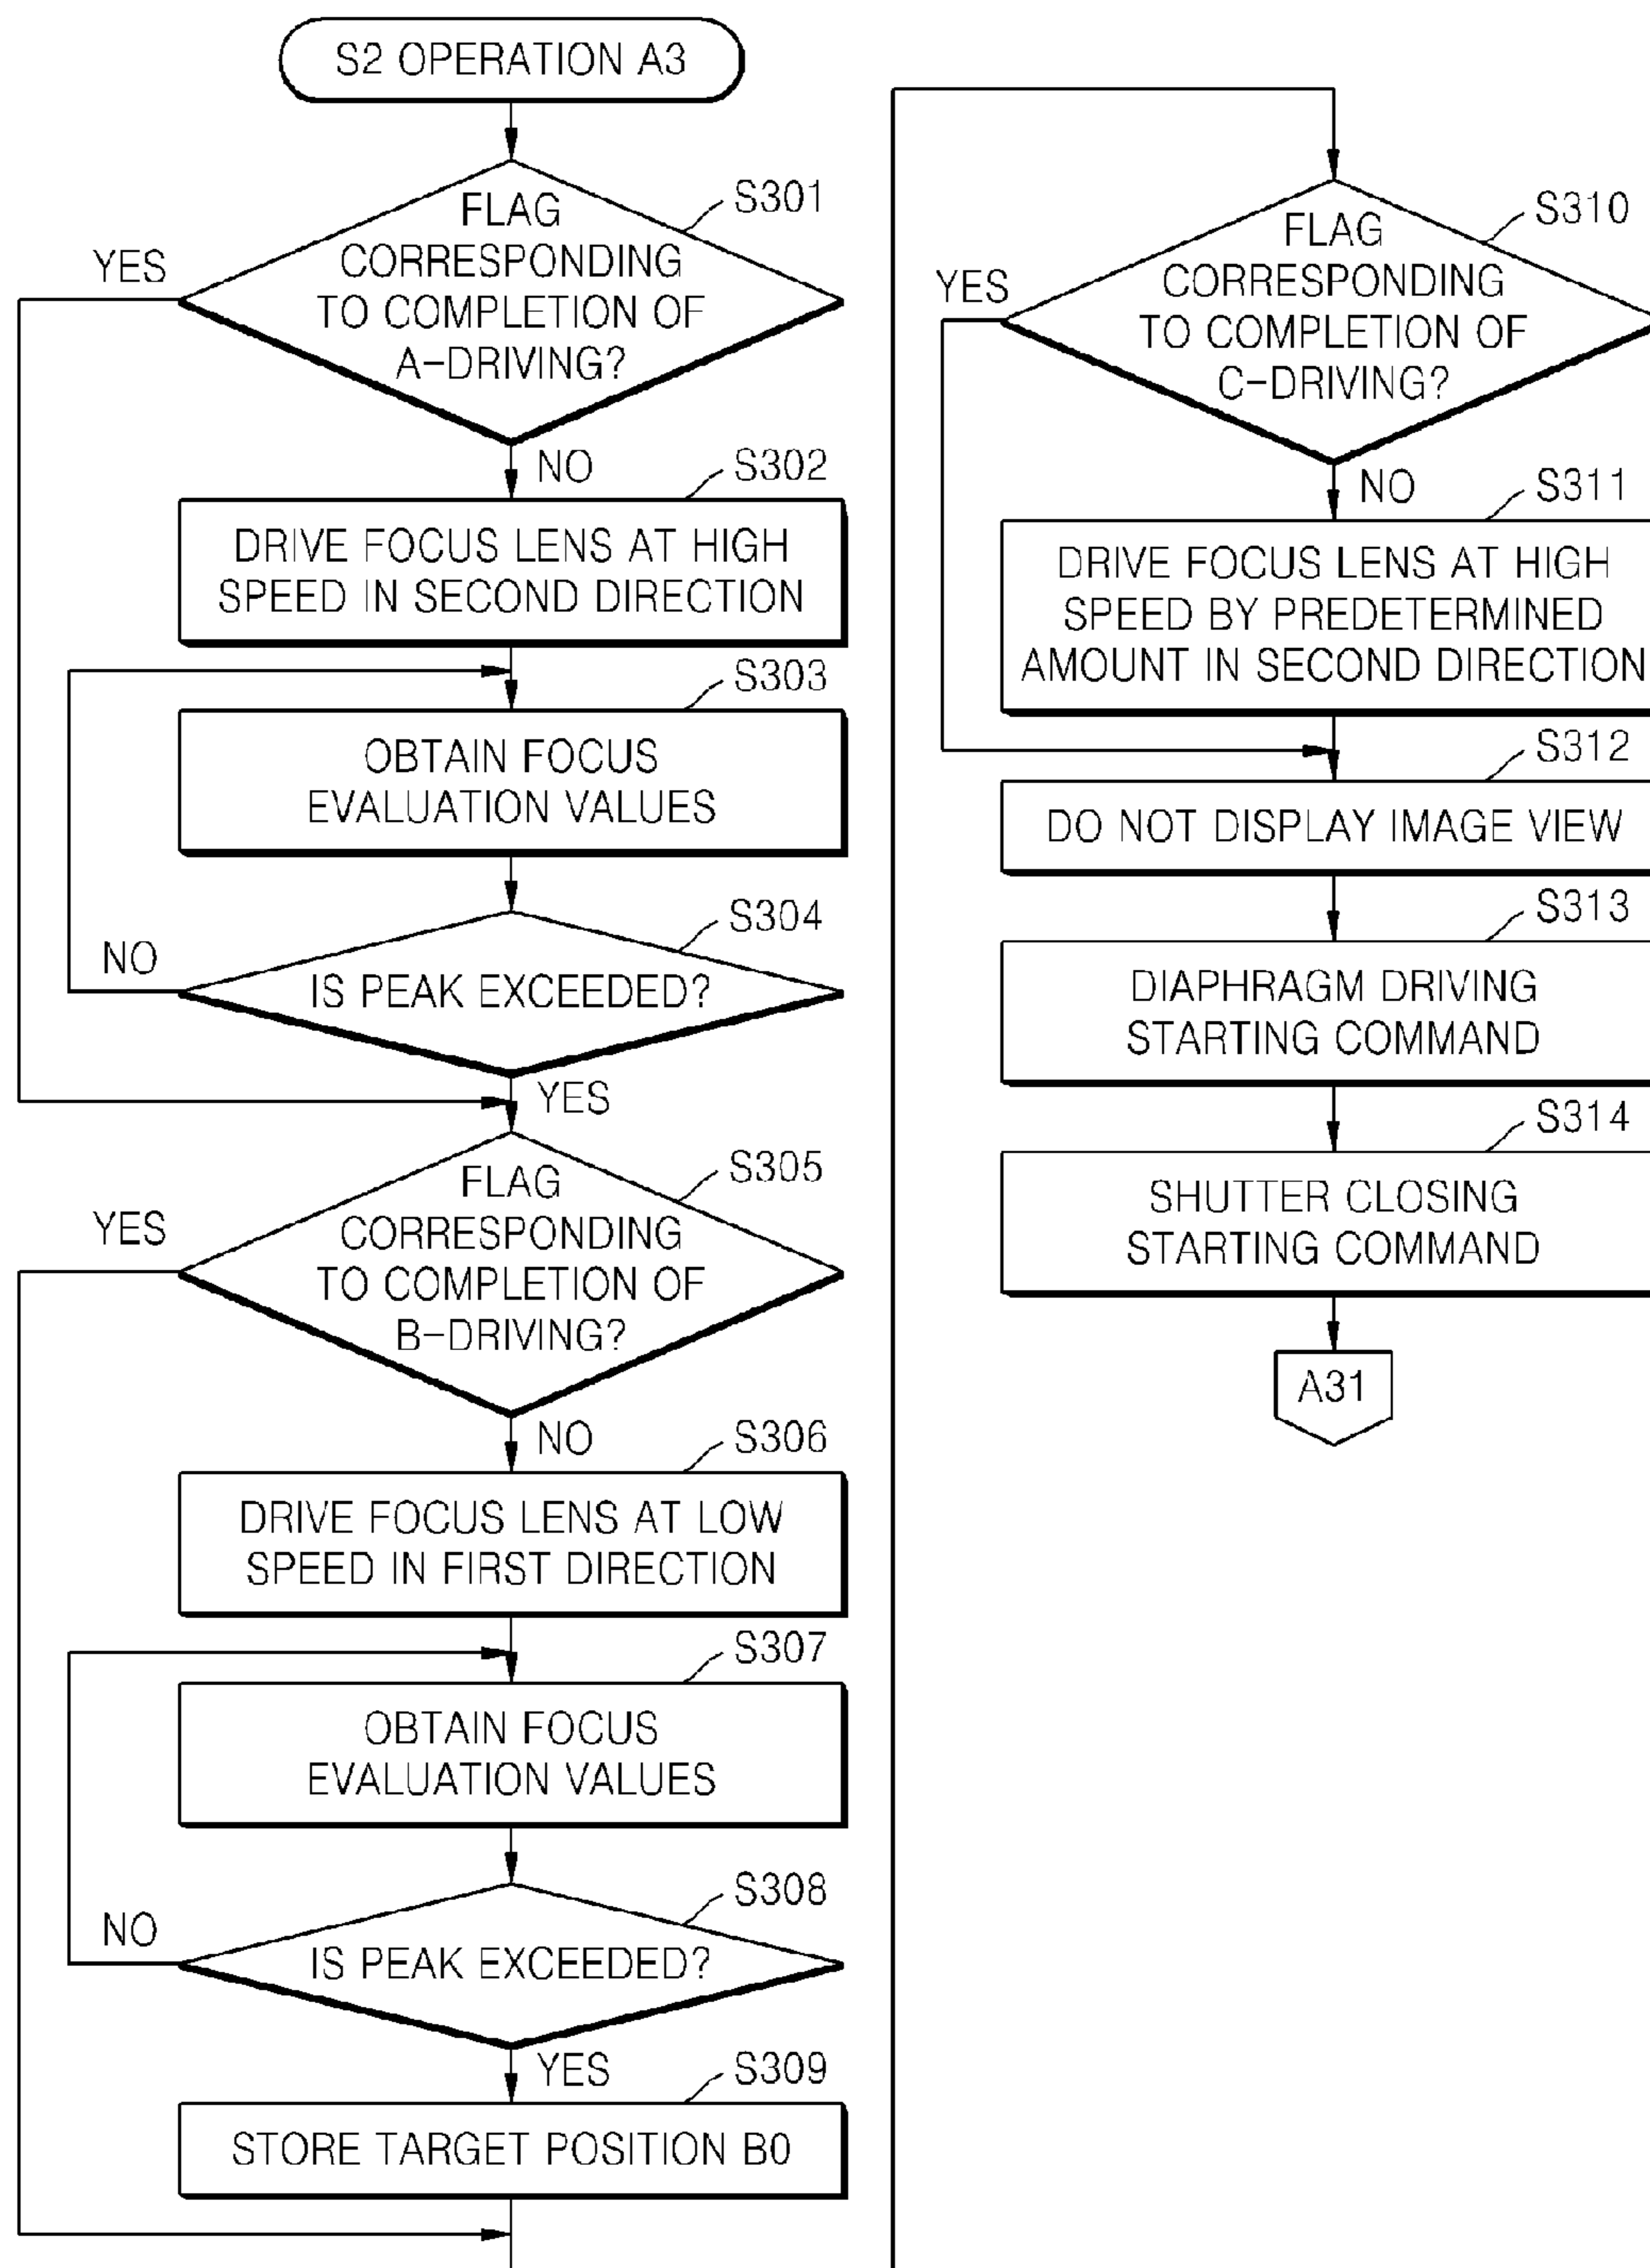 S2 OPERATION A3
S301
FLAG
CORRESPONDING
TO COMPLETION OF
A-DRIVING?
YES
NO
S302
DRIVE FOCUS LENS AT HIGH
SPEED IN SECOND DIRECTION
S303
OBTAIN FOCUS
EVALUATION VALUES
S304
NO
IS PEAK EXCEEDED?
YES
S305
FLAG
CORRESPONDING
TO COMPLETION OF
B-DRIVING?
YES
NO
S306
DRIVE FOCUS LENS AT LOW
SPEED IN FIRST DIRECTION
S307
OBTAIN FOCUS
EVALUATION VALUES
S308
NO
IS PEAK EXCEEDED?
YES
S309
STORE TARGET POSITION B0
S310
FLAG
CORRESPONDING
TO COMPLETION OF
C-DRIVING?
YES
NO
S311
DRIVE FOCUS LENS AT HIGH
SPEED BY PREDETERMINED
AMOUNT IN SECOND DIRECTION
S312
DO NOT DISPLAY IMAGE VIEW
S313
DIAPHRAGM DRIVING
STARTING COMMAND
S314
SHUTTER CLOSING
STARTING COMMAND
A31